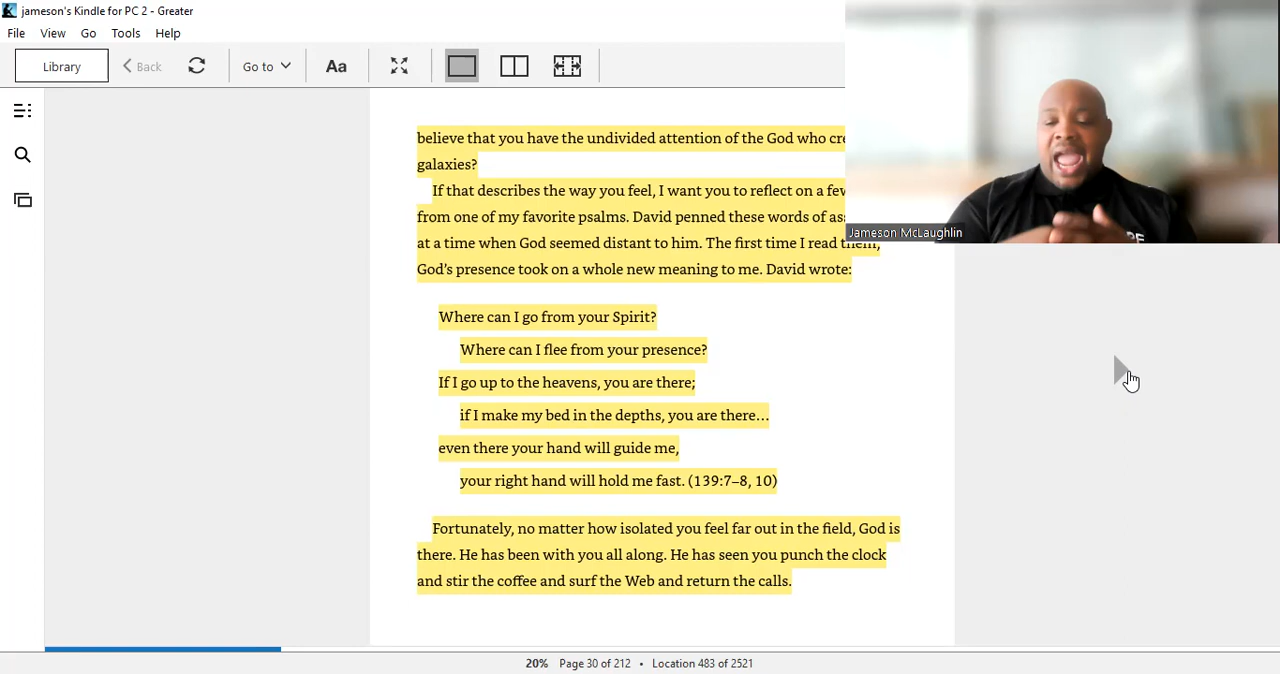 jameson's Kindle for PC 2 - Greater
File View Go Tools Help
Library Back Go to Aa
believe that you have the undivided attention of the God who
galaxies?
If that describes the way you feel, I want you to reflect on a
from one of my favorite psalms. David penned these words of
Jameson McLaughlin
at a time when God seemed distant to him. The first time I read them,
God's presence took on a whole new meaning to me. David wrote:
Where can I go from your Spirit?
Where can I flee from your presence?
If I go up to the heavens, you are there;
if I make my bed in the depths, you are there…
even there your hand will guide me,
your right hand will hold me fast. (139:7–8, 10)
Fortunately, no matter how isolated you feel far out in the field, God is
there. He has been with you all along. He has seen you punch the clock
and stir the coffee and surf the Web and return the calls.
20% Page 30 of 212 • Location 483 of 2521